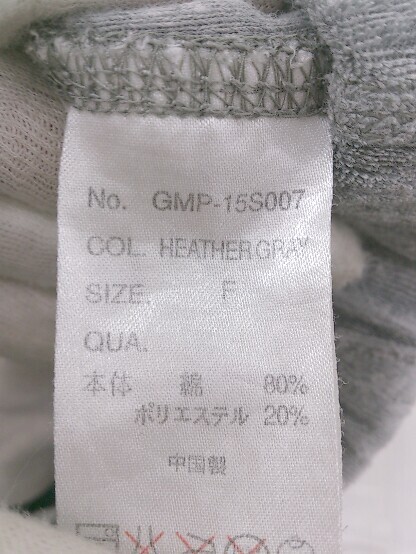 No. GMP-15S007
COL. HEATHER GRAY
SIZE. F
QUA.
本体 綿 80%
ポリエステル 20%
中国製